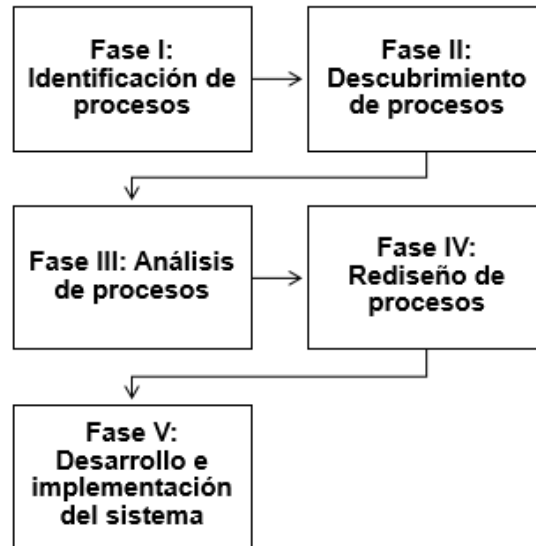 Fase I:
Identificación de
procesos
Fase II:
Descubrimiento
de procesos
Fase III: Análisis
de procesos
Fase IV:
Rediseño de
procesos
Fase V:
Desarrollo e
implementación
del sistema